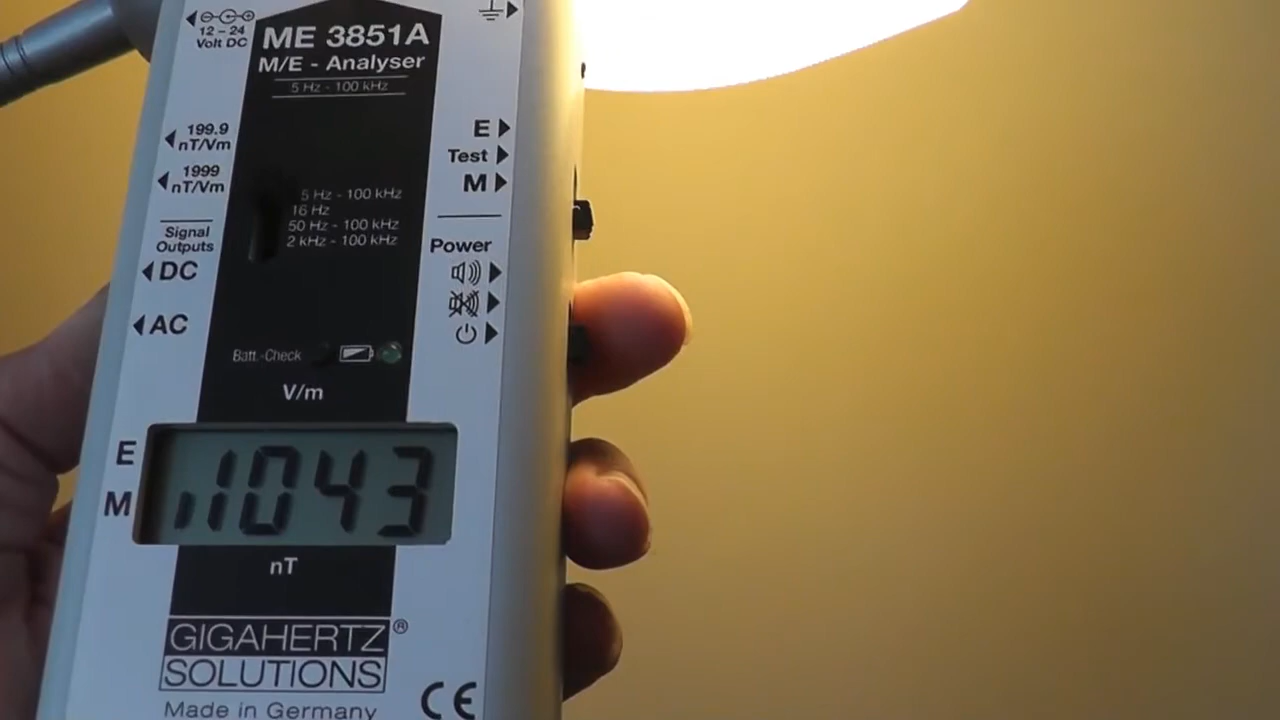 12 – 24
Volt DC
ME 3851A
M/E - Analyser
5 Hz - 100 kHz
199.9
nT/Vm
1999
nT/Vm
E
Test
M
5 Hz - 100 kHz
16 Hz
50 Hz - 100 kHz
2 kHz - 100 kHz
Signal
Outputs
DC
AC
Power
Batt.-Check
V/m
E
M
1043
nT
GIGAHERTZ®
SOLUTIONS
Made in Germany
CE